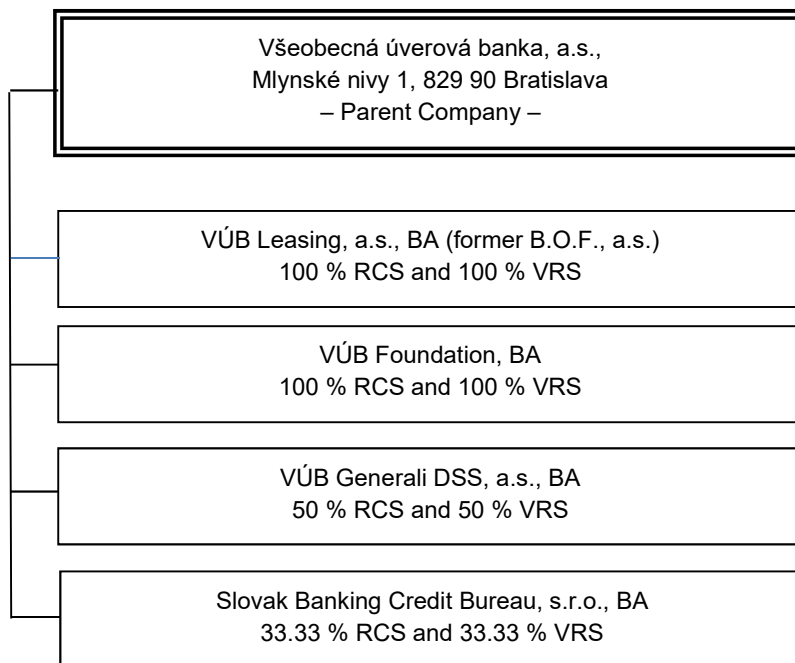 Všeobecná úverová banka, a.s.,
Mlynské nivy 1, 829 90 Bratislava
– Parent Company –
VÚB Leasing, a.s., BA (former B.O.F., a.s.)
100 % RCS and 100 % VRS
VÚB Foundation, BA
100 % RCS and 100 % VRS
VÚB Generali DSS, a.s., BA
50 % RCS and 50 % VRS
Slovak Banking Credit Bureau, s.r.o., BA
33.33 % RCS and 33.33 % VRS